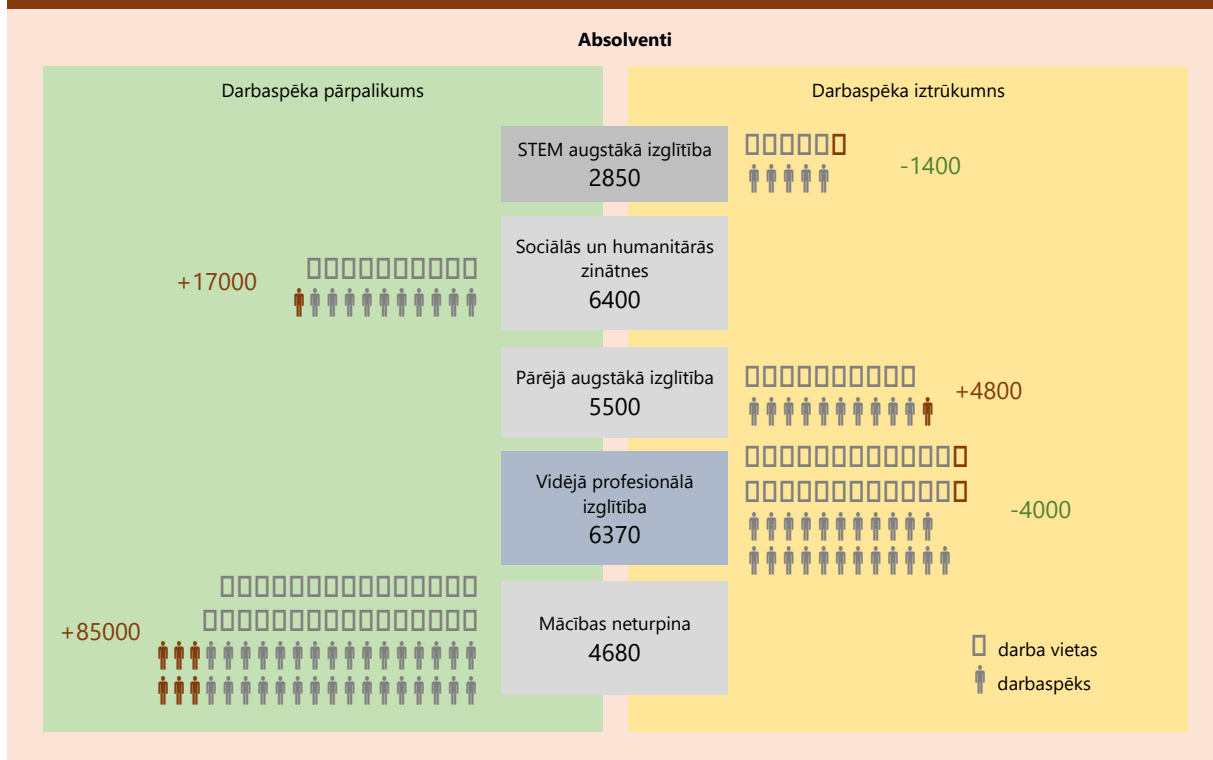 Absolventi
Darbaspēka pārpalikums
Darbaspēka iztrūkumns
STEM augstākā izglītība
2850
-1400
Sociālās un humanitārās
zinātnes
6400
+17000
Pārējā augstākā izglītība
5500
+4800
Vidējā profesionālā
izglītība
6370
-4000
Mācības neturpina
4680
+85000
darba vietas
darbaspēks